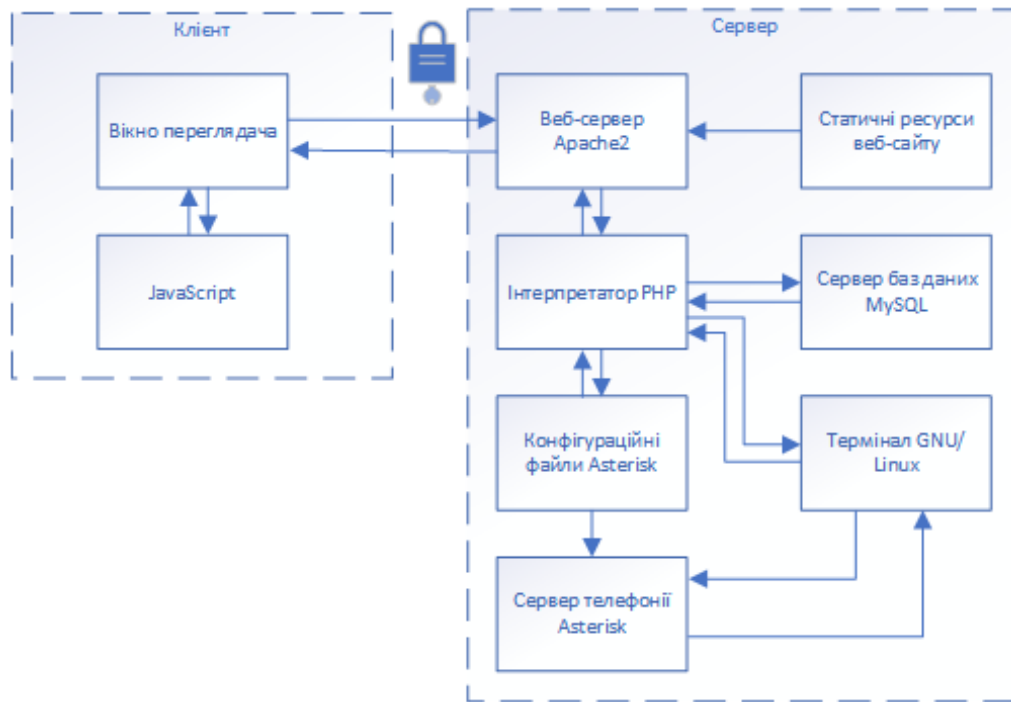 Клієнт
Сервер
Вікно переглядача
Веб-сервер
Apache2
Статичні ресурси
веб-сайту
JavaScript
Інтерпретатор PHP
Сервер баз даних
MySQL
Конфігураційні
файли Asterisk
Термінал GNU/
Linux
Сервер телефонії
Asterisk